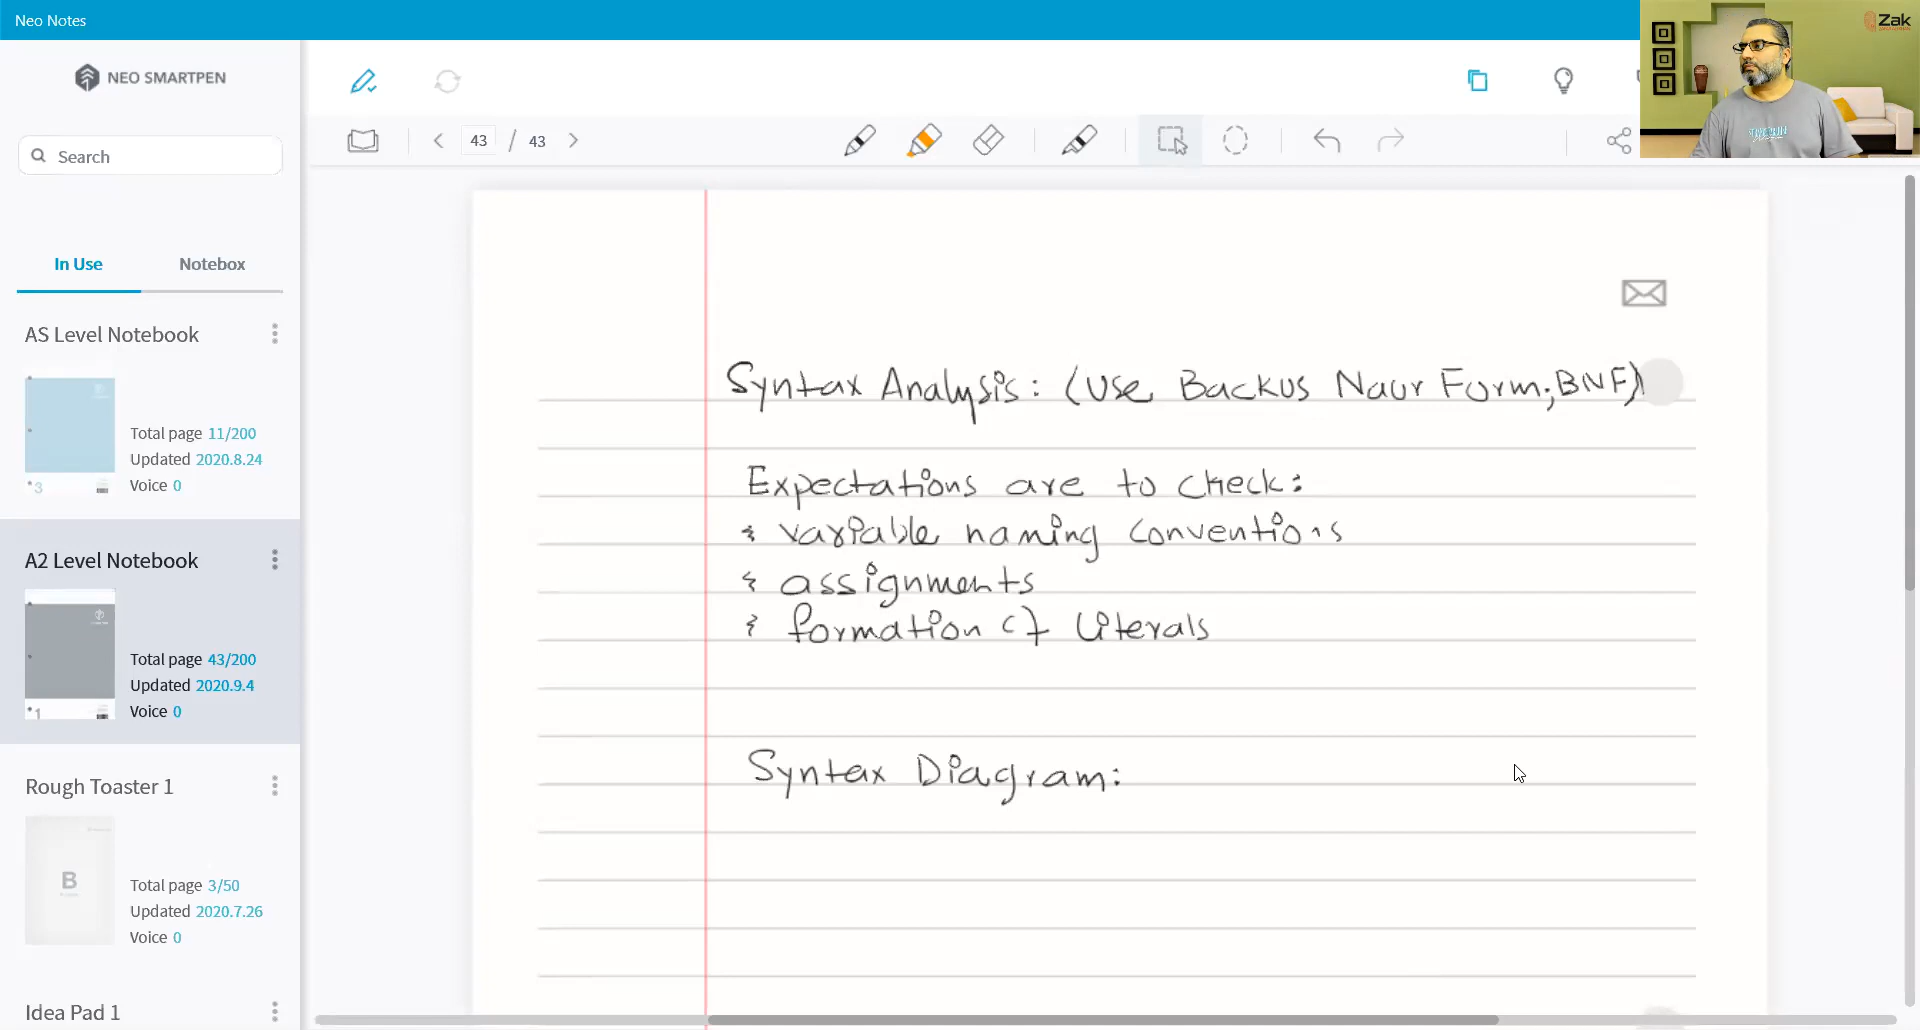 Neo Notes
Zak
NEO SMARTPEN
Search
43 / 43
In Use
Notebox
AS Level Notebook
Total page 11/200
Updated 2020.8.24
Voice 0
3
A2 Level Notebook
Total page 43/200
Updated 2020.9.4
Voice 0
1
Rough Toaster 1
B
Total page 3/50
Updated 2020.7.26
Voice 0
Idea Pad 1
Syntax Analysis: (Use Backus Naur Form; BNF)
Expectations are to check:
* variable naming conventions
* assignments
* formation of literals
Syntax Diagram: